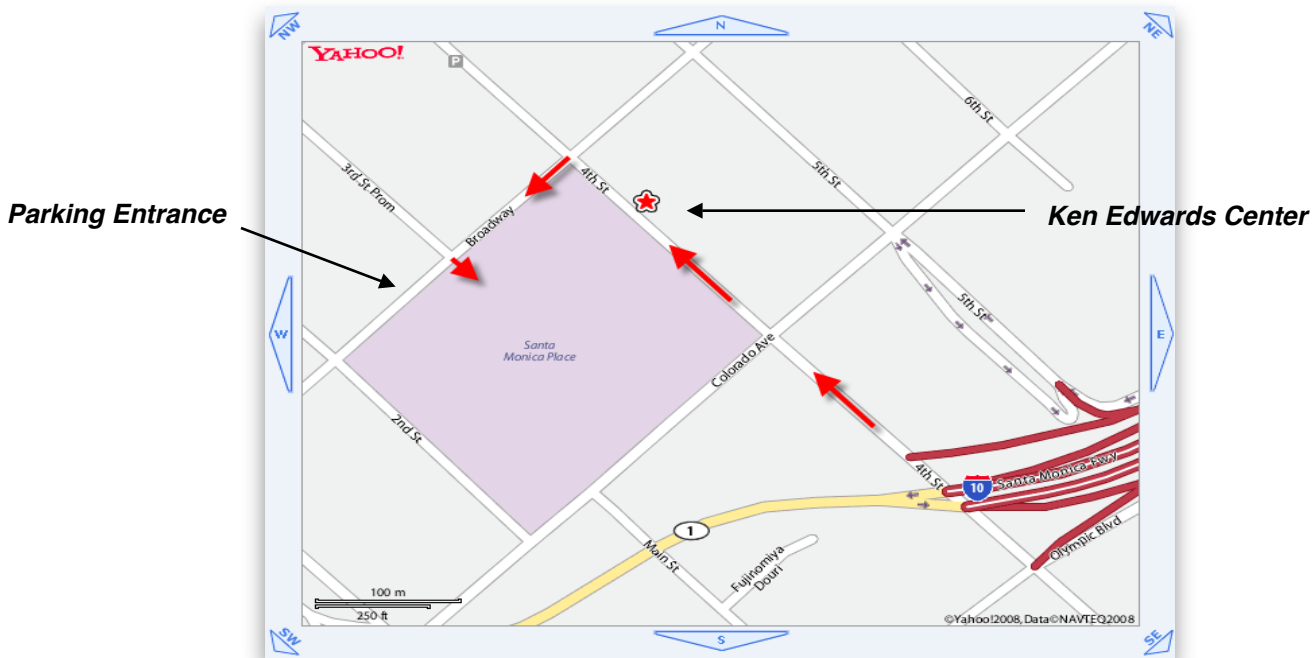 NW
N
NE
YAHOO!
P
6th St
5th St
3rd St Prom
4th St
Parking Entrance
Ken Edwards Center
Broadway
5th St
W
E
Santa
Monica Place
Colorado Ave
2nd St
4th St
10
Santa Monica Fwy
1
Main St
Fujinomiya
Douri
Olympic Blvd
100 m
250 ft
©Yahoo!2008, Data©NAVTEQ2008
SW
S
SE